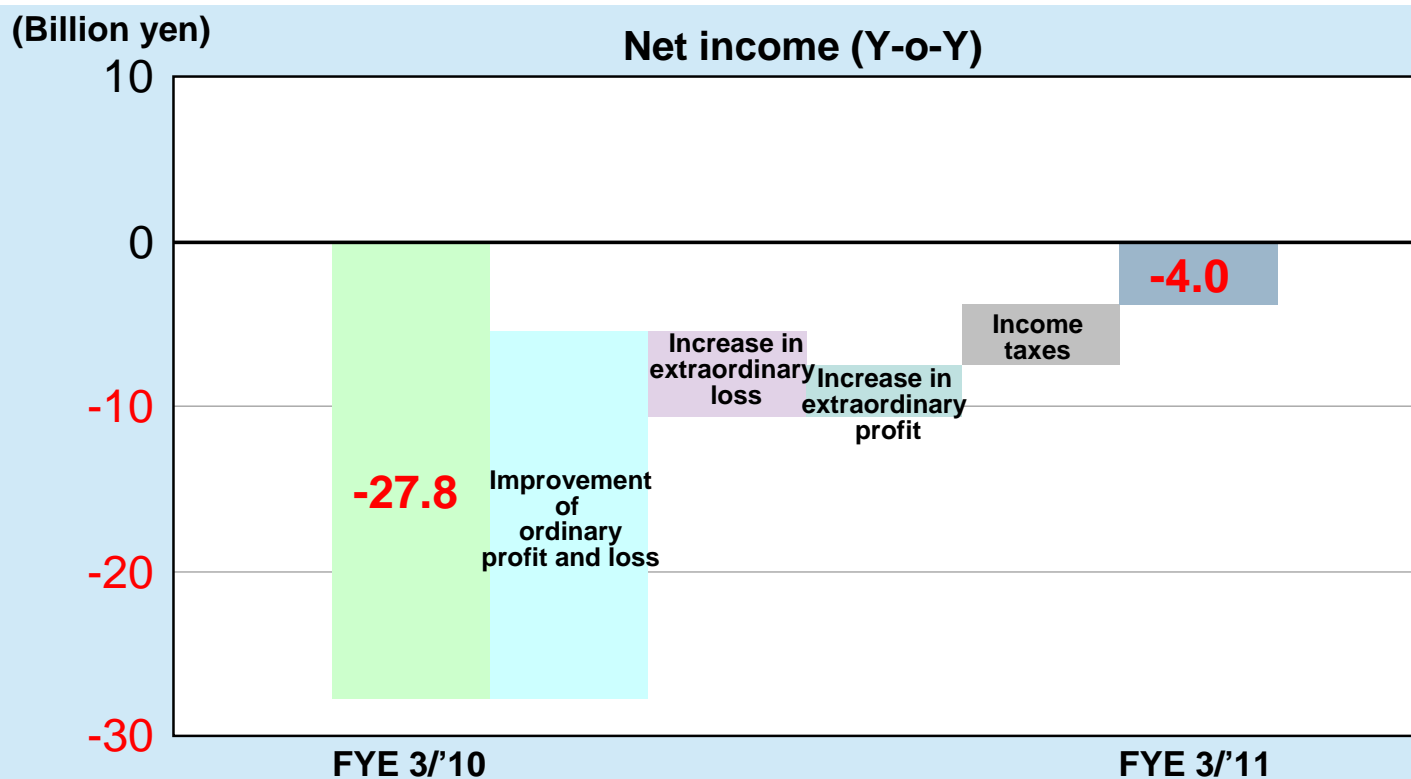 (Billion yen)
Net income (Y-o-Y)
10
0
-10
-20
-30
-27.8
Improvement
of
ordinary
profit and loss
Increase in
extraordinary
loss
Increase in
extraordinary
profit
Income
taxes
-4.0
FYE 3/’10
FYE 3/’11